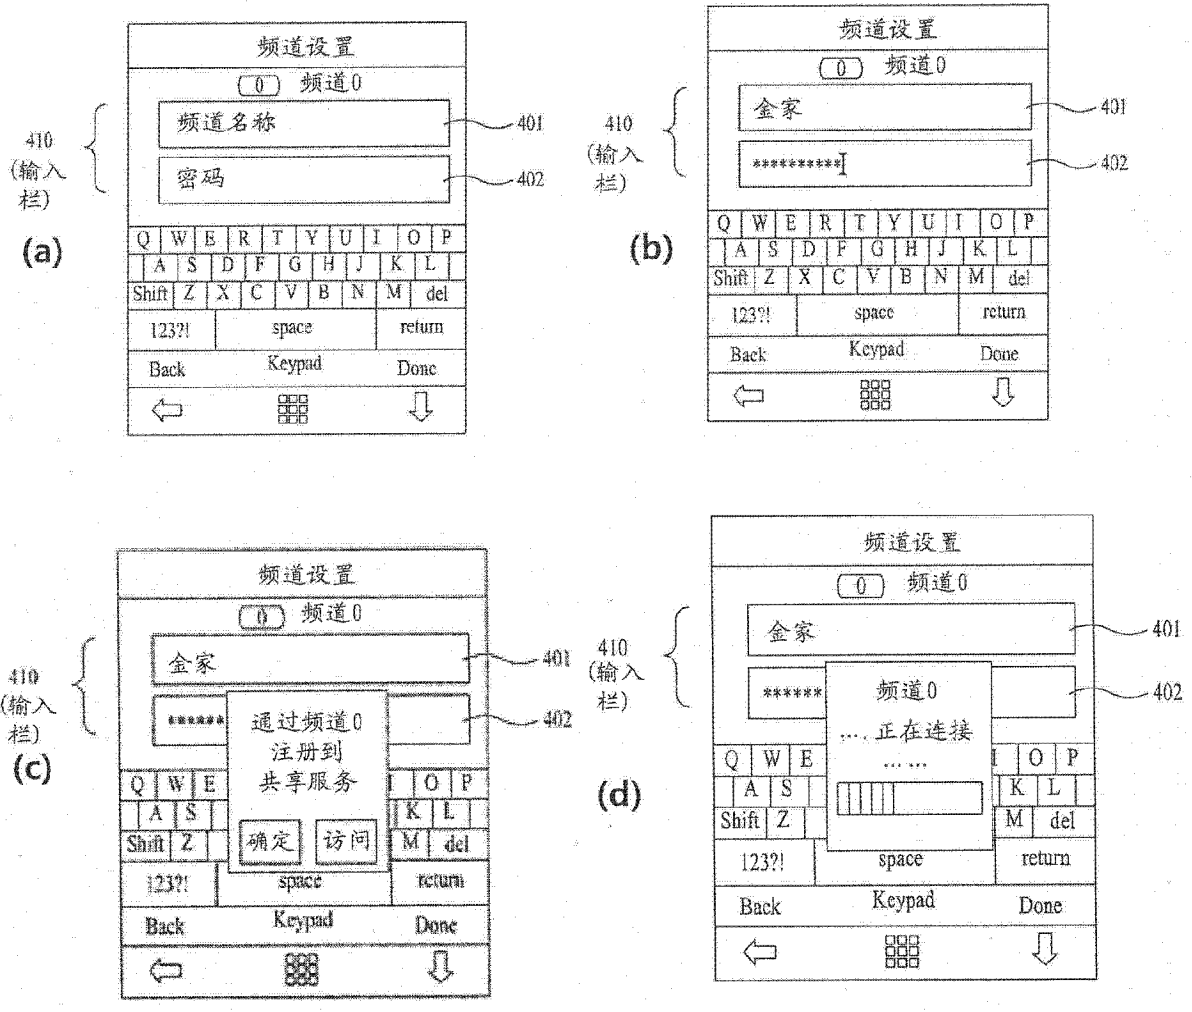 频道设置
0 频道0
频道名称
401
密码
402
410
(输入
栏)
(a)
Q W E R T Y U I O P
A S D F G H J K L
Shift Z X C V B N M del
123?! space return
Back Keypad Done
频道设置
0 频道0
金家
401
**********
402
410
(输入
栏)
(b)
Q W E R T Y U I O P
A S D F G H J K L
Shift Z X C V B N M del
123?! space return
Back Keypad Done
频道设置
0 频道0
金家
401
******
402
410
(输入
栏)
(c)
通过频道0
注册到
共享服务
确定 访问
Q W E I O P
A S K L
Shift Z M del
123?! space return
Back Keypad Done
频道设置
0 频道0
金家
401
******
402
410
(输入
栏)
(d)
频道0
....正在连接
... ...
Q W E I O P
A S K L
Shift Z M del
123?! space return
Back Keypad Done